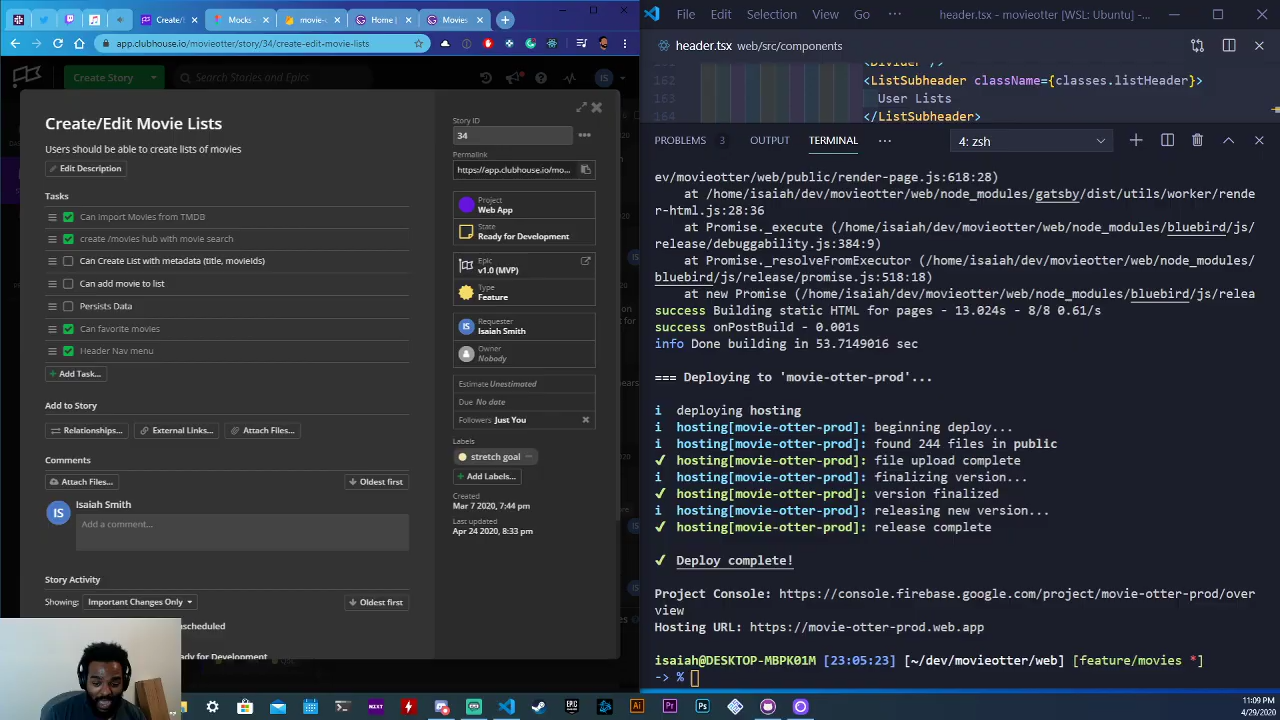 Create/
Mocks -
movie-o
Home |
Movies
app.clubhouse.io/movieotter/story/34/create-edit-movie-lists
Create Story
Search Stories and Epics
IS
Create/Edit Movie Lists
Users should be able to create lists of movies
Edit Description
Tasks
Can Import Movies from TMDB
create /movies hub with movie search
Can Create List with metadata (title, movieIds)
Can add movie to list
Persists Data
Can favorite movies
Header Nav menu
+ Add Task...
Add to Story
Relationships...
External Links...
Attach Files...
Comments
Attach Files...
Oldest first
IS
Isaiah Smith
Add a comment...
Story Activity
Showing:
Important Changes Only
Oldest first
Story ID
34
Permalink
https://app.clubhouse.io/mo...
Project
Web App
State
Ready for Development
Epic
v1.0 (MVP)
Type
Feature
Requester
IS
Isaiah Smith
Owner
Nobody
Estimate Unestimated
Due No date
Followers Just You
Labels
stretch goal
+ Add Labels...
Created
Mar 7 2020, 7:44 pm
Last updated
Apr 24 2020, 8:33 pm
File Edit Selection View Go ...
header.tsx - movieotter [WSL: Ubuntu] -...
header.tsx web/src/components
162 <ListSubheader className={classes.listHeader}>
163 User Lists
164 </ListSubheader>
PROBLEMS 3 OUTPUT TERMINAL ...
4: zsh
ev/movieotter/web/public/render-page.js:618:28)
at /home/isaiah/dev/movieotter/web/node_modules/gatsby/dist/utils/worker/rende
r-html.js:28:36
at Promise._execute (/home/isaiah/dev/movieotter/web/node_modules/bluebird/js/
release/debuggability.js:384:9)
at Promise._resolveFromExecutor (/home/isaiah/dev/movieotter/web/node_modules/
bluebird/js/release/promise.js:518:18)
at new Promise (/home/isaiah/dev/movieotter/web/node_modules/bluebird/js/relea
success Building static HTML for pages - 13.024s - 8/8 0.61/s
success onPostBuild - 0.001s
info Done building in 53.7149016 sec
=== Deploying to 'movie-otter-prod'...
i deploying hosting
i hosting[movie-otter-prod]: beginning deploy...
i hosting[movie-otter-prod]: found 244 files in public
✓ hosting[movie-otter-prod]: file upload complete
i hosting[movie-otter-prod]: finalizing version...
✓ hosting[movie-otter-prod]: version finalized
i hosting[movie-otter-prod]: releasing new version...
✓ hosting[movie-otter-prod]: release complete
✓ Deploy complete!
Project Console: https://console.firebase.google.com/project/movie-otter-prod/over
view
Hosting URL: https://movie-otter-prod.web.app
isaiah@DESKTOP-MBPK01M [23:05:23] [~/dev/movieotter/web] [feature/movies *]
-> %
11:09 PM
4/29/2020